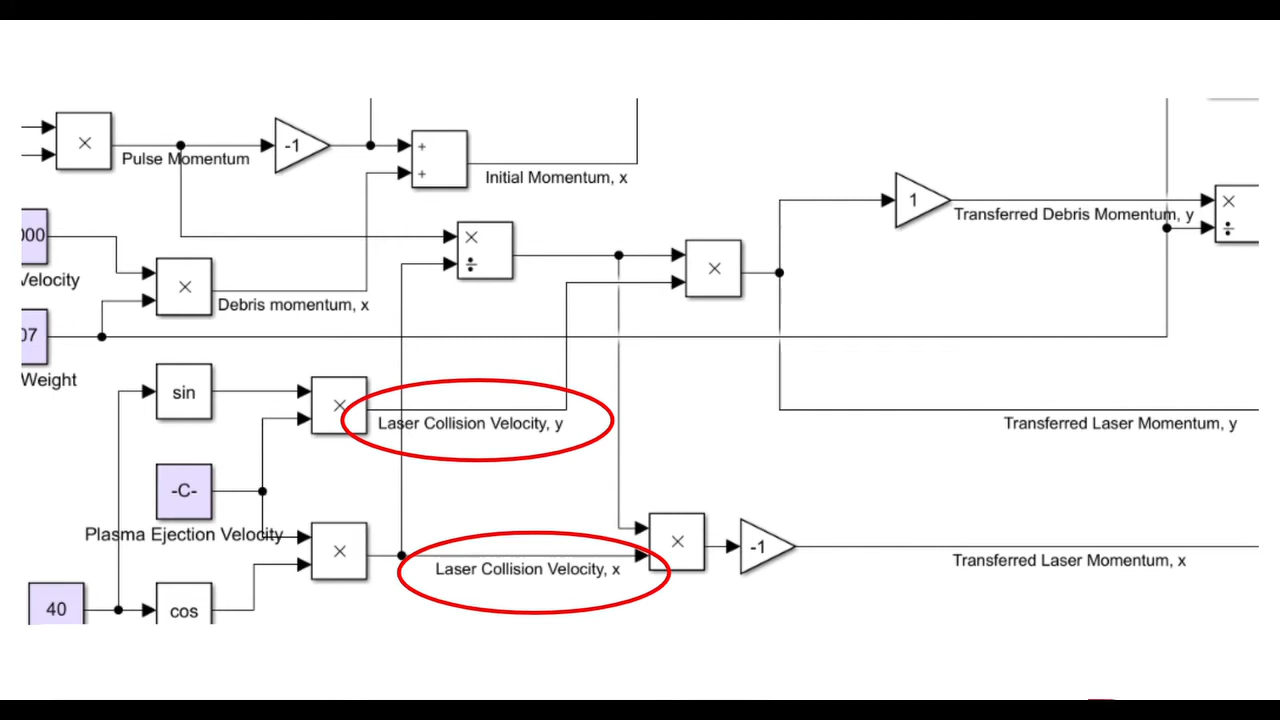 -1
Pulse Momentum
+
+
Initial Momentum, x
1
×
÷
Transferred Debris Momentum, y
000
Velocity
×
÷
×
×
Debris momentum, x
07
Weight
sin
×
Laser Collision Velocity, y
Transferred Laser Momentum, y
-C-
Plasma Ejection Velocity
×
×
-1
Laser Collision Velocity, x
Transferred Laser Momentum, x
40
cos
×